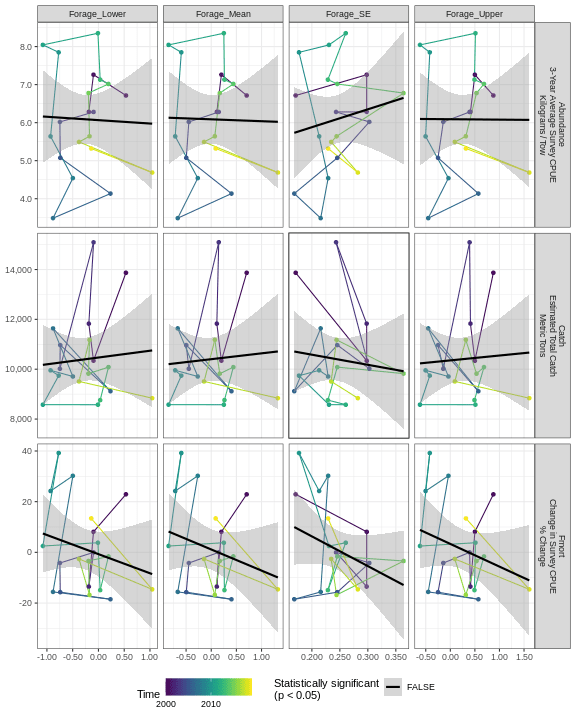 Forage_Lower Forage_Mean Forage_SE Forage_Upper
8.0
7.0
6.0
5.0
4.0
Abundance
3-Year Average Survey CPUE
Kilograms / Tow
14,000
12,000
10,000
8,000
Catch
Estimated Total Catch
Metric Tons
40
20
0
-20
Fmort
Change in Survey CPUE
% Change
-1.00 -0.50 0.00 0.50 1.00 -0.50 0.00 0.50 1.00 0.200 0.250 0.300 0.350 -0.50 0.00 0.50 1.00 1.50
Time
2000 2010
Statistically significant
(p < 0.05)
FALSE